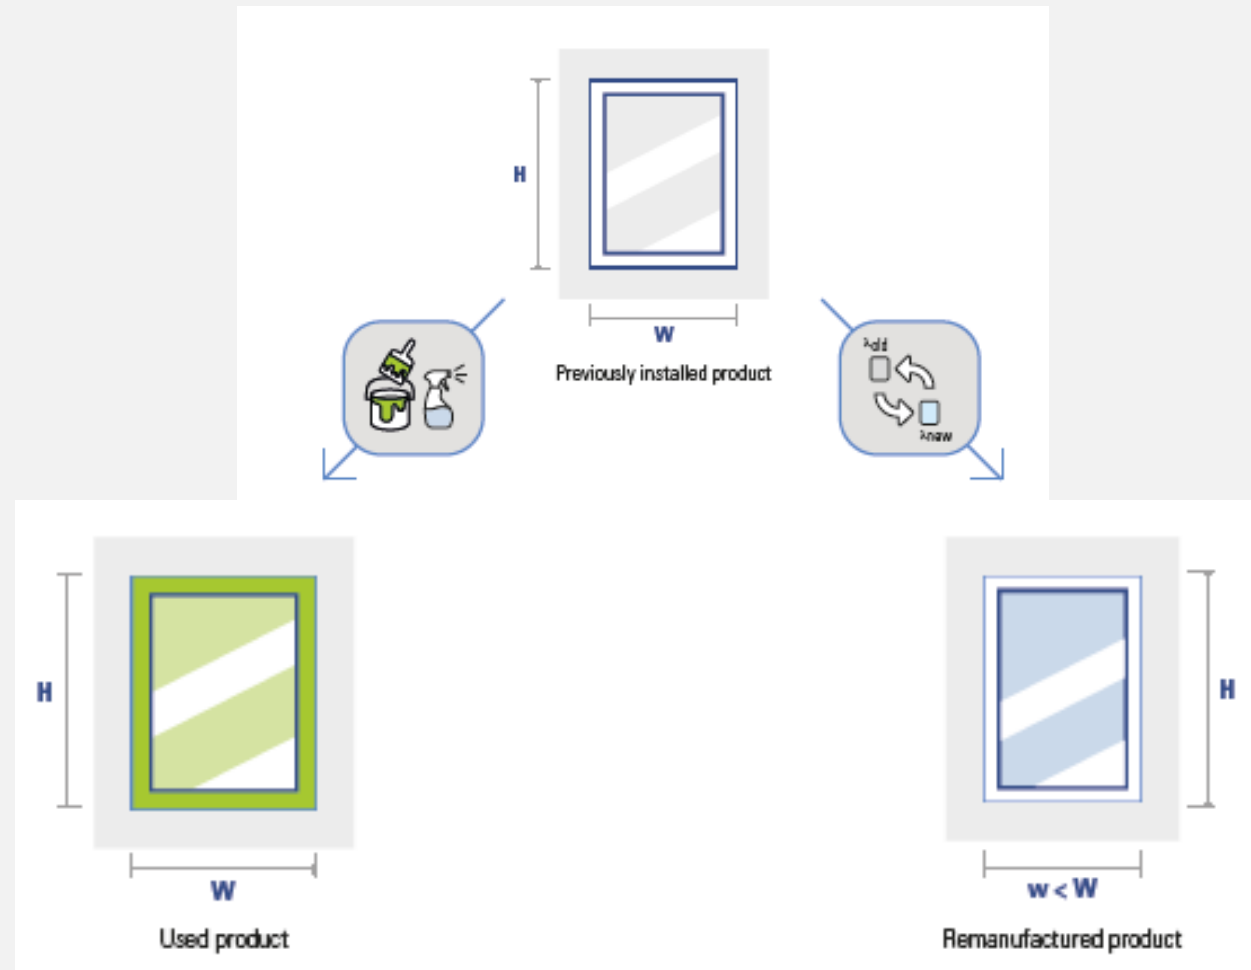 H
W
Previously installed product
λold
λnew
H
W
Used product
H
w < W
Remanufactured product